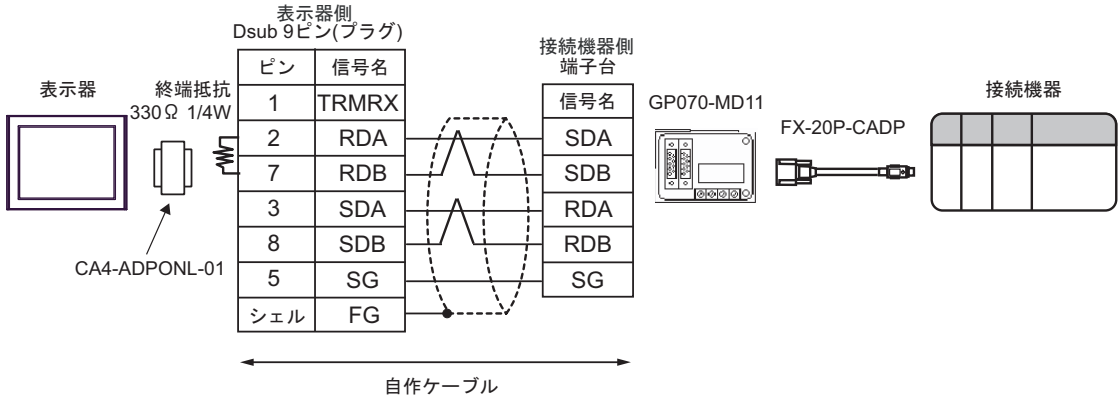 表示器側
Dsub 9ピン(プラグ)
接続機器側
端子台
表示器
終端抵抗
330Ω 1/4W
ピン 信号名
1 TRMRX
2 RDA
7 RDB
3 SDA
8 SDB
5 SG
シェル FG
信号名
SDA
SDB
RDA
RDB
SG
GP070-MD11
FX-20P-CADP
接続機器
CA4-ADPONL-01
自作ケーブル